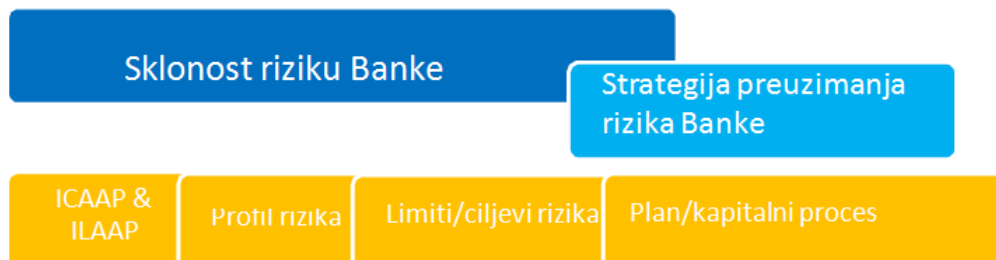 Sklonost riziku Banke
Strategija preuzimanja
rizika Banke
ICAAP &
ILAAP
Profil rizika
Limiti/ciljevi rizika
Plan/kapitalni proces